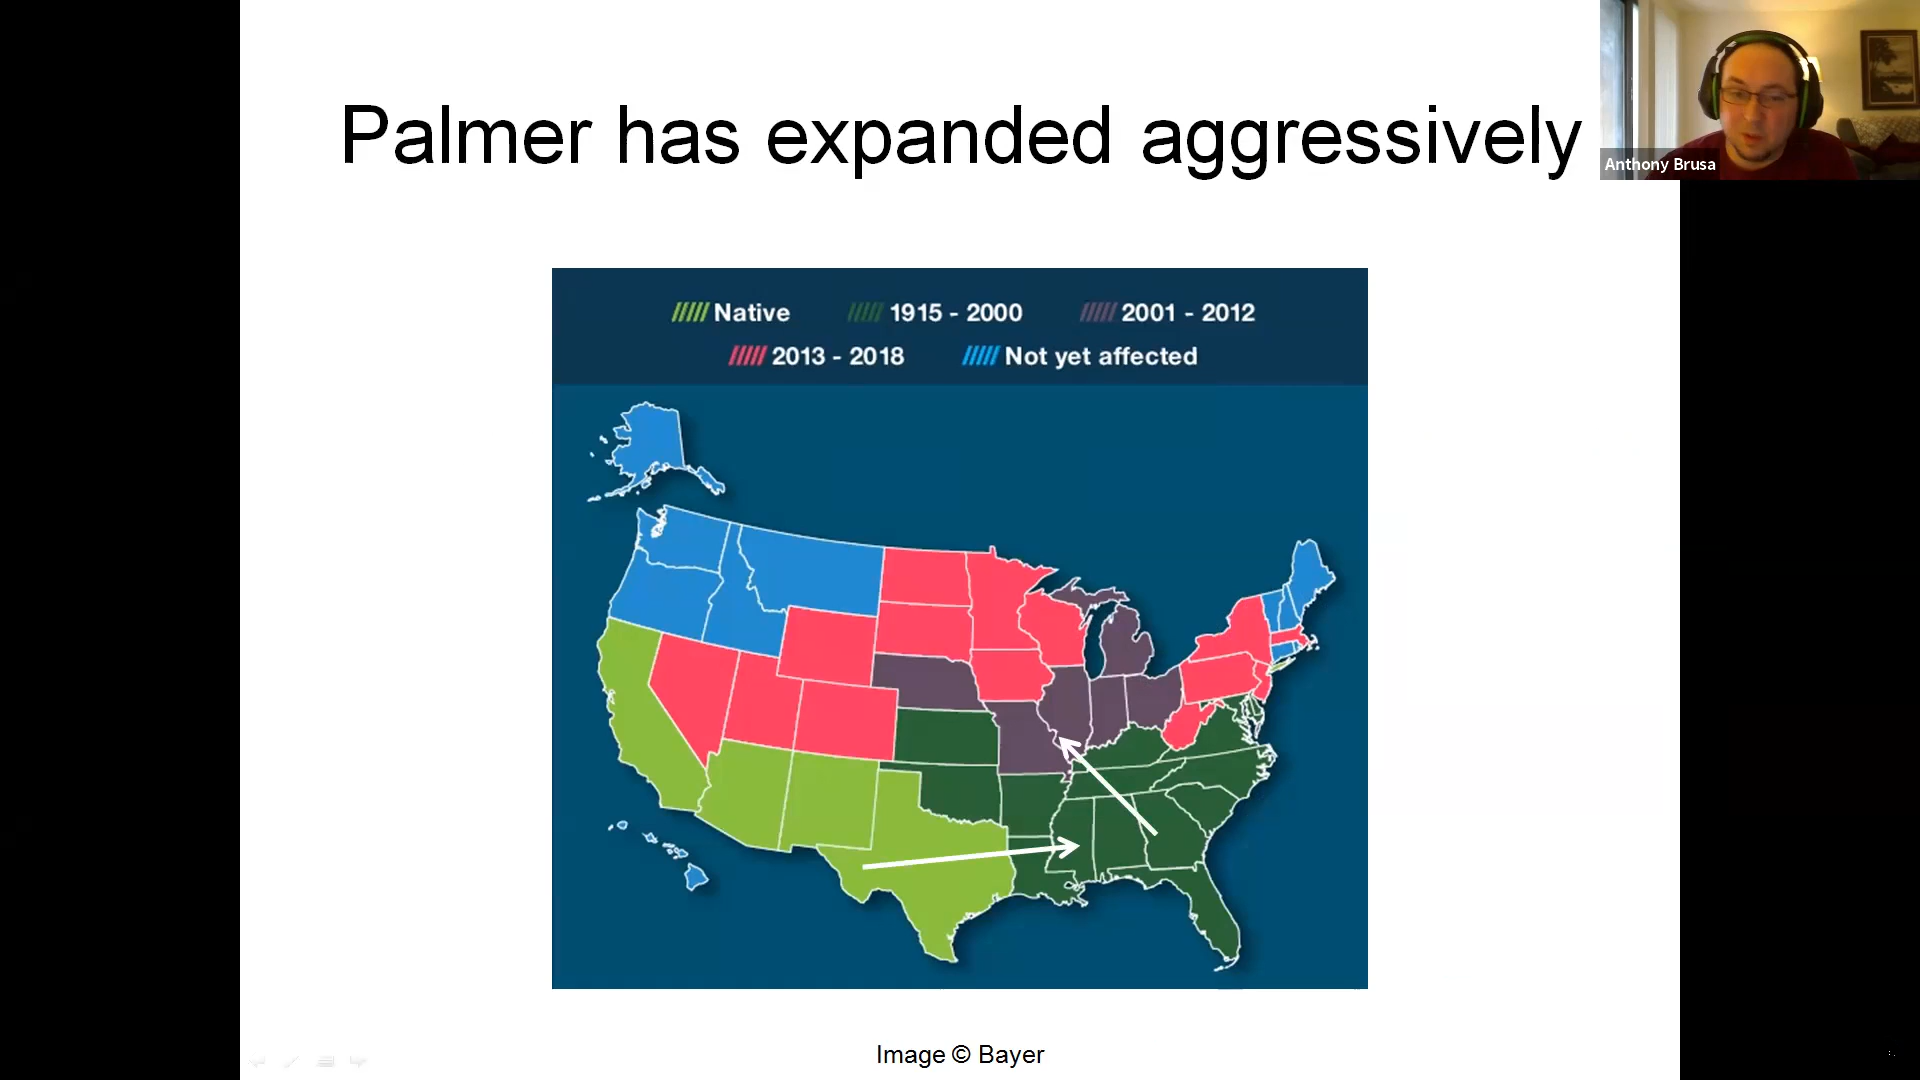 Palmer has expanded aggressively
Anthony Brusa
Native
1915 - 2000
2001 - 2012
2013 - 2018
Not yet affected
Image © Bayer